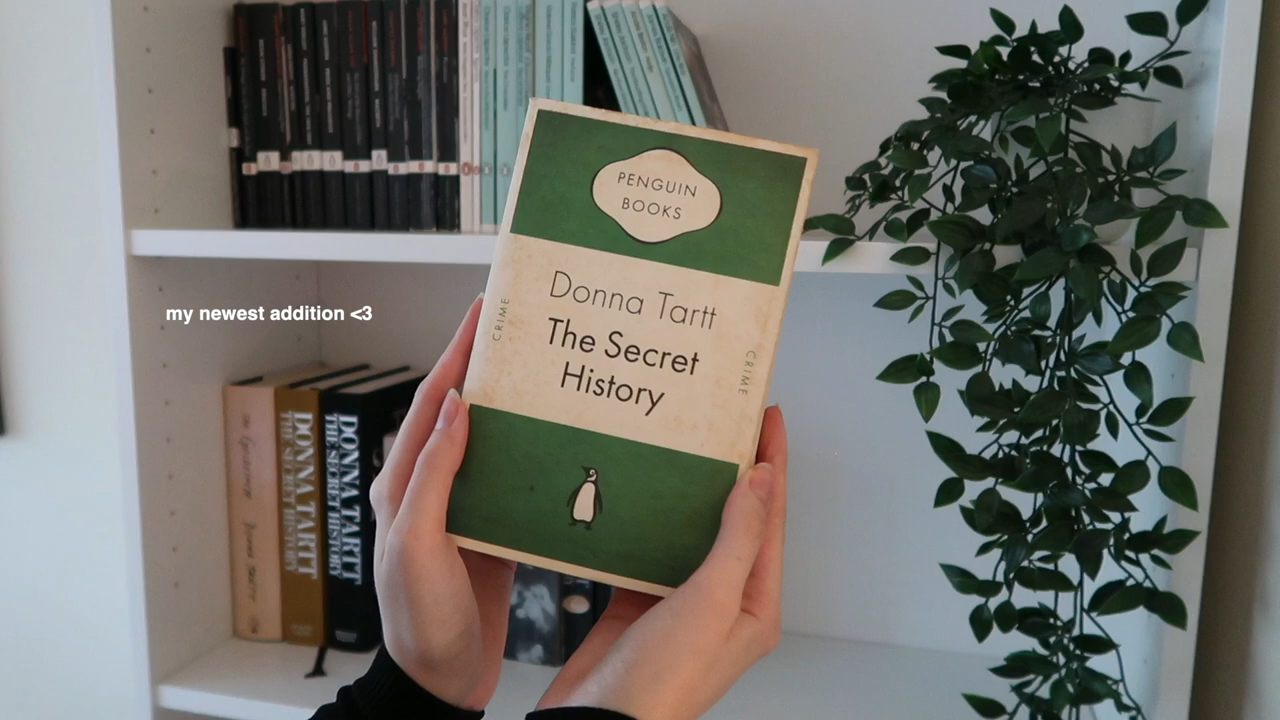 PENGUIN
BOOKS
Donna Tartt
The Secret
History
CRIME
CRIME
my newest addition <3
DONNA TARTT
THE SECRET HISTORY
DONNA TARTT
THE SECRET HISTORY